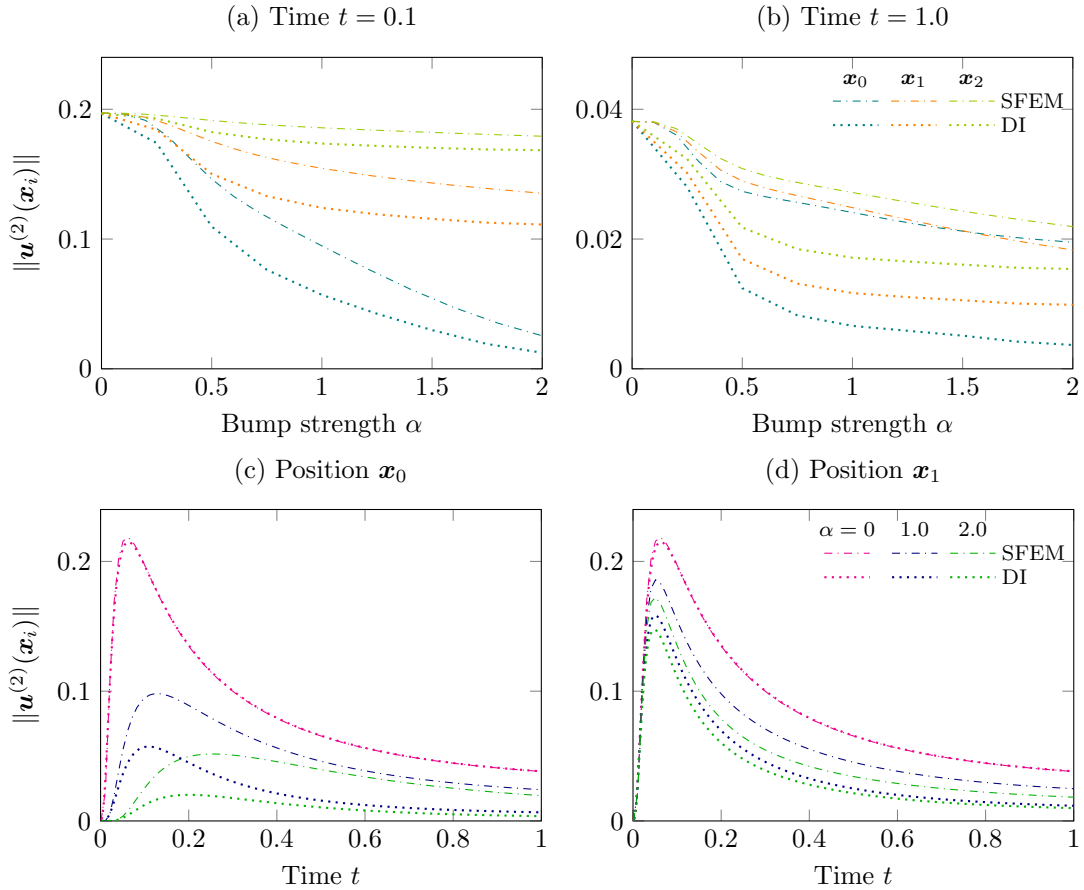 (a) Time t = 0.1
(b) Time t = 1.0
0.2
0.1
0
‖u⁽²⁾(xᵢ)‖
0 0.5 1 1.5 2
Bump strength α
0.04
0.02
0
x₀ x₁ x₂
SFEM
DI
0 0.5 1 1.5 2
Bump strength α
(c) Position x₀
(d) Position x₁
0.2
0.1
0
‖u⁽²⁾(xᵢ)‖
0 0.2 0.4 0.6 0.8 1
Time t
0.2
0.1
0
α = 0 1.0 2.0
SFEM
DI
0 0.2 0.4 0.6 0.8 1
Time t